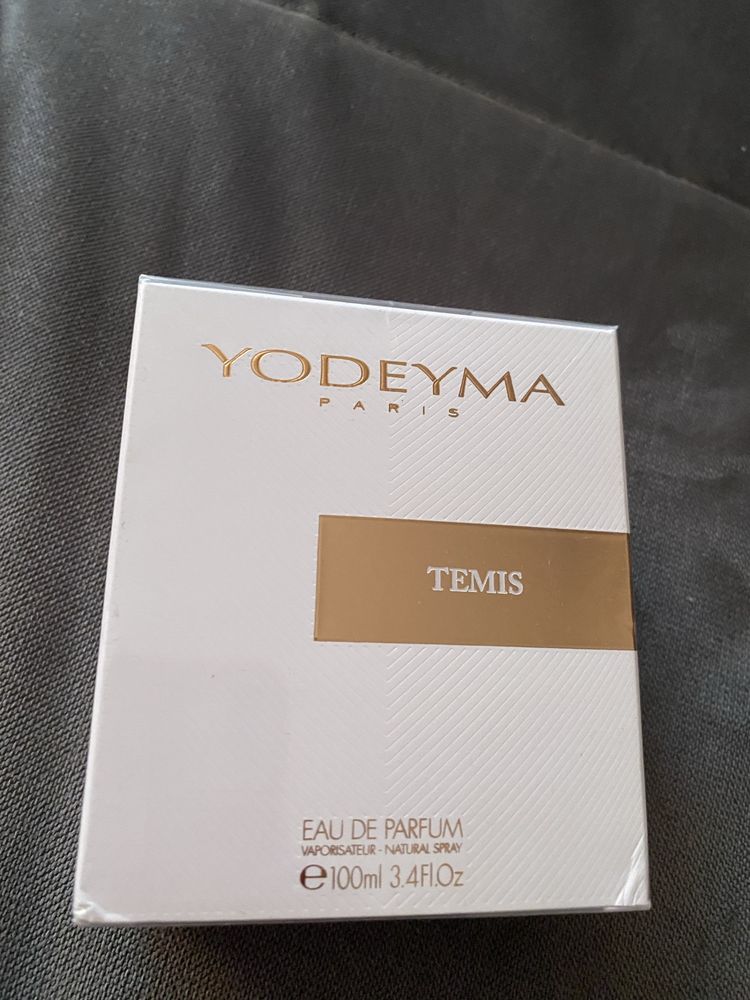 YODEYMA
PARIS
TEMIS
EAU DE PARFUM
VAPORISATEUR - NATURAL SPRAY
℮100ml 3.4Fl.Oz